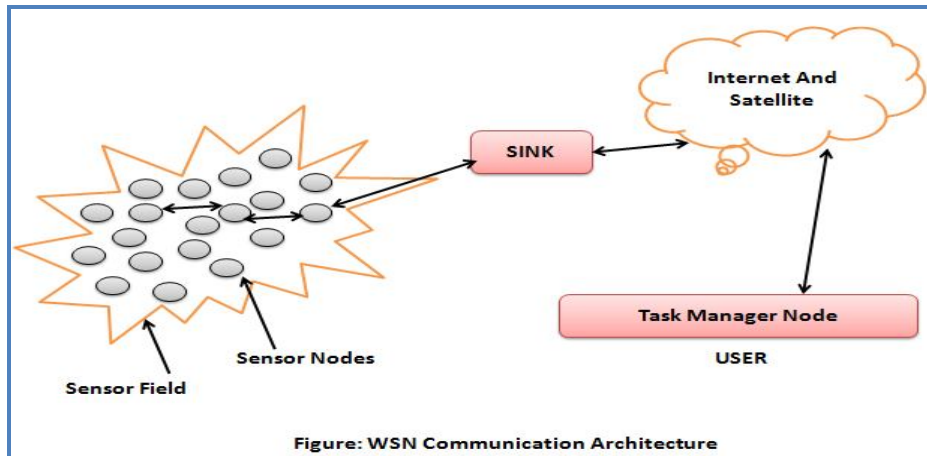 Internet And
Satellite
SINK
Task Manager Node
USER
Sensor Nodes
Sensor Field
Figure: WSN Communication Architecture